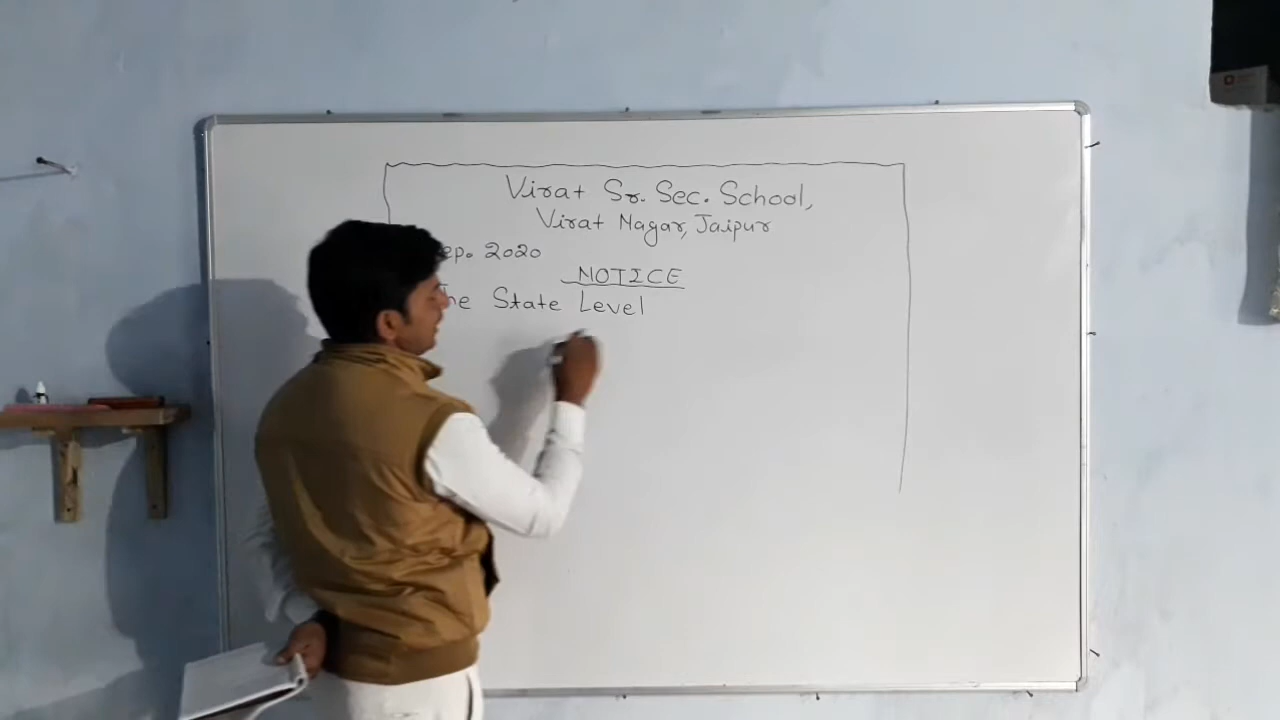 Virat Sr. Sec. School,
Virat Nagar, Jaipur
ep. 2020
NOTICE
he State Level